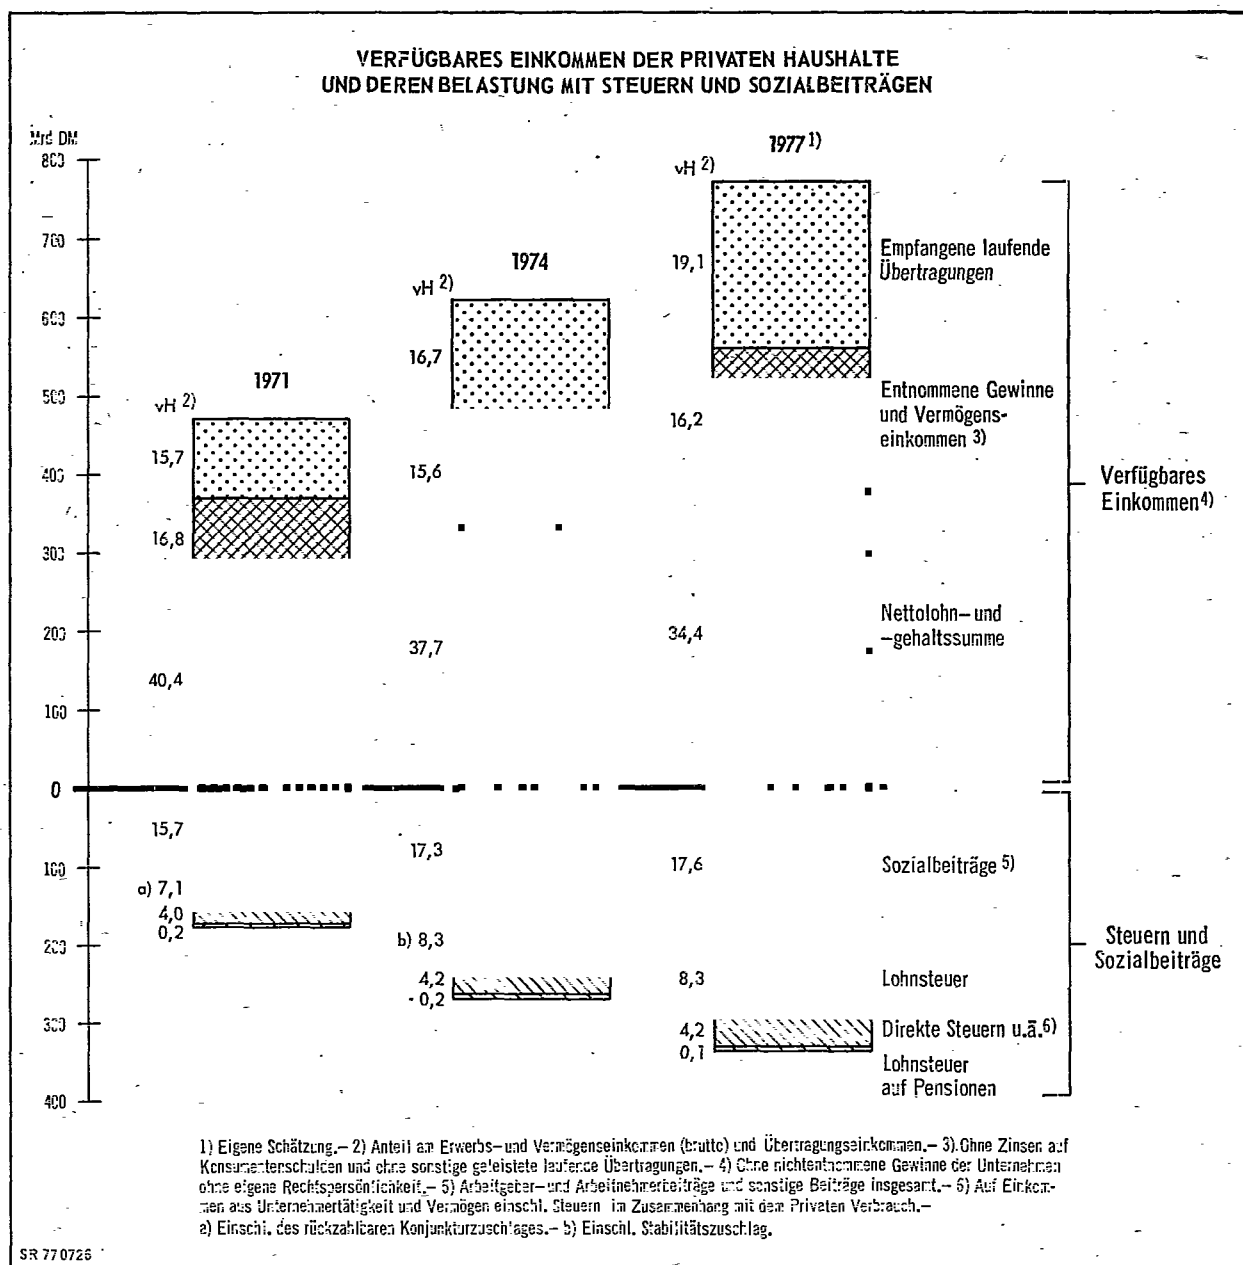 VERFÜGBARES EINKOMMEN DER PRIVATEN HAUSHALTE
UND DEREN BELASTUNG MIT STEUERN UND SOZIALBEITRÄGEN
Mrd DM
800
700
600
500
400
300
200
100
0
100
200
300
400
1971
vH 2)
15,7
16,8
40,4
15,7
a) 7,1
4,0
0,2
1974
vH 2)
16,7
15,6
37,7
17,3
b) 8,3
4,2
0,2
1977 1)
vH 2)
19,1
16,2
34,4
17,6
8,3
4,2
0,1
Empfangene laufende
Übertragungen
Entnommene Gewinne
und Vermögens-
einkommen 3)
Nettolohn– und
–gehaltssumme
Verfügbares
Einkommen 4)
Sozialbeiträge 5)
Lohnsteuer
Direkte Steuern u.ä. 6)
Lohnsteuer
auf Pensionen
Steuern und
Sozialbeiträge
1) Eigene Schätzung.– 2) Anteil an Erwerbs– und Vermögenseinkommen (brutto) und Übertragungseinkommen.– 3) Ohne Zinsen auf
Konsumentenschulden und ohne sonstige geleistete laufende Übertragungen.– 4) Ohne nichtentnommene Gewinne der Unternehmen
ohne eigene Rechtspersönlichkeit.– 5) Arbeitgeber– und Arbeitnehmerbeiträge und sonstige Beiträge insgesamt.– 6) Auf Einkom-
men aus Unternehmertätigkeit und Vermögen einschl. Steuern im Zusammenhang mit dem Privaten Verbrauch.–
a) Einschl. des rückzahlbaren Konjunkturzuschlages.– b) Einschl. Stabilitätszuschlag.
SR 770726